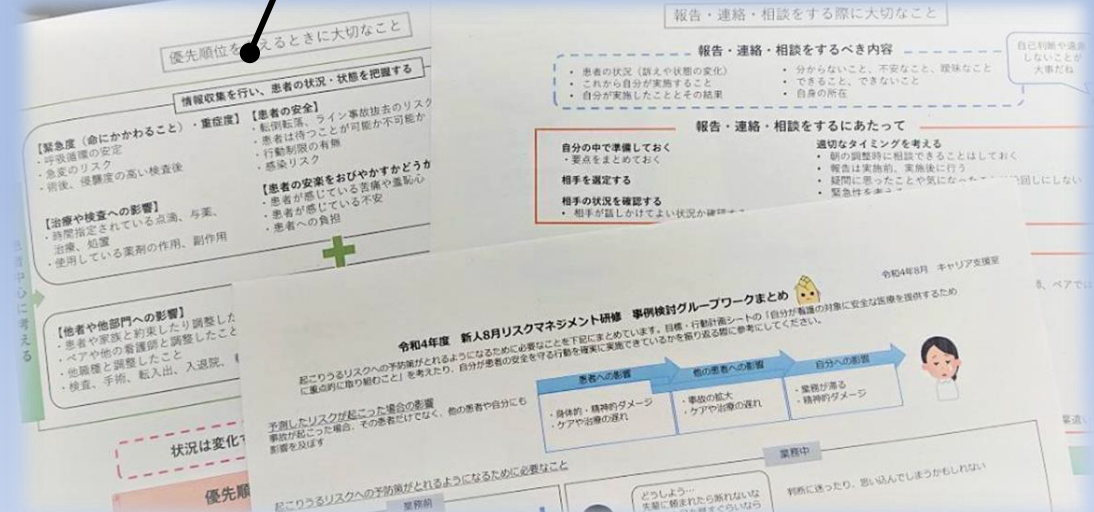 優先順位を えるときに大切なこと
情報収集を行い、患者の状況・状態を把握する
【緊急度（命にかかわること）・重症度】
・呼吸循環の安定
・急変のリスク
・術後、侵襲度の高い検査後
【治療や検査への影響】
・時間指定されている点滴、与薬、
治療、処置
・使用している薬剤の作用、副作用
【患者の安全】
・転倒転落、ライン事故抜去のリスク
・患者は待つことが可能か不可能か
・行動制限の有無
・感染リスク
【患者の安楽をおびやかすかどうか
・患者が感じている苦痛や羞恥心
・患者が感じている不安
・患者への負担
【他者や他部門への影響】
・患者や家族と約束したり調整した
・ペアや他の看護師と調整したこと
・他職種と調整したこと
・検査、手術、転入出、入退院、
中心に考える
状況は変化す
優先順
報告・連絡・相談をする際に大切なこと
報告・連絡・相談をするべき内容
• 患者の状況（訴えや状態の変化）
• これから自分が実施すること
• 自分が実施したこととその結果
• 分からないこと、不安なこと、曖昧なこと
• できること、できないこと
• 自身の所在
自己判断や遠慮
しないことが
大事だね
報告・連絡・相談をするにあたって
自分の中で準備しておく
・要点をまとめておく
相手を選定する
相手の状況を確認する
• 相手が話しかけてよい状況か確認
適切なタイミングを考える
• 朝の調整時に相談できることはしておく
• 報告は実施前、実施後に行う
• 疑問に思ったことや気になった 回しにしない
• 緊急性を考
令和4年8月 キャリア支援室
令和4年度 新人8月リスクマネジメント研修 事例検討グループワークまとめ
起こりうるリスクへの予防策がとれるようになるために必要なことを下記にまとめています。目標・行動計画シートの「自分が看護の対象に安全な医療を提供するため
に重点的に取り組むこと」を考えたり、自分が患者の安全を守る行動を確実に実施できているかを振り返る際に参考にしてください。
予測したリスクが起こった場合の影響
事故が起こった場合、その患者だけでなく、他の患者や自分にも
影響を及ぼす
患者への影響
・身体的・精神的ダメージ
・ケアや治療の遅れ
他の患者への影響
・事故の拡大
・ケアや治療の遅れ
自分への影響
・業務が滞る
・精神的ダメージ
起こりうるリスクへの予防策がとれるようになるために必要なこと
業務前
業務中
どうしよう…
先輩に頼まれたら断れないな
判断に迷ったり、思い込んでしまうかもしれない